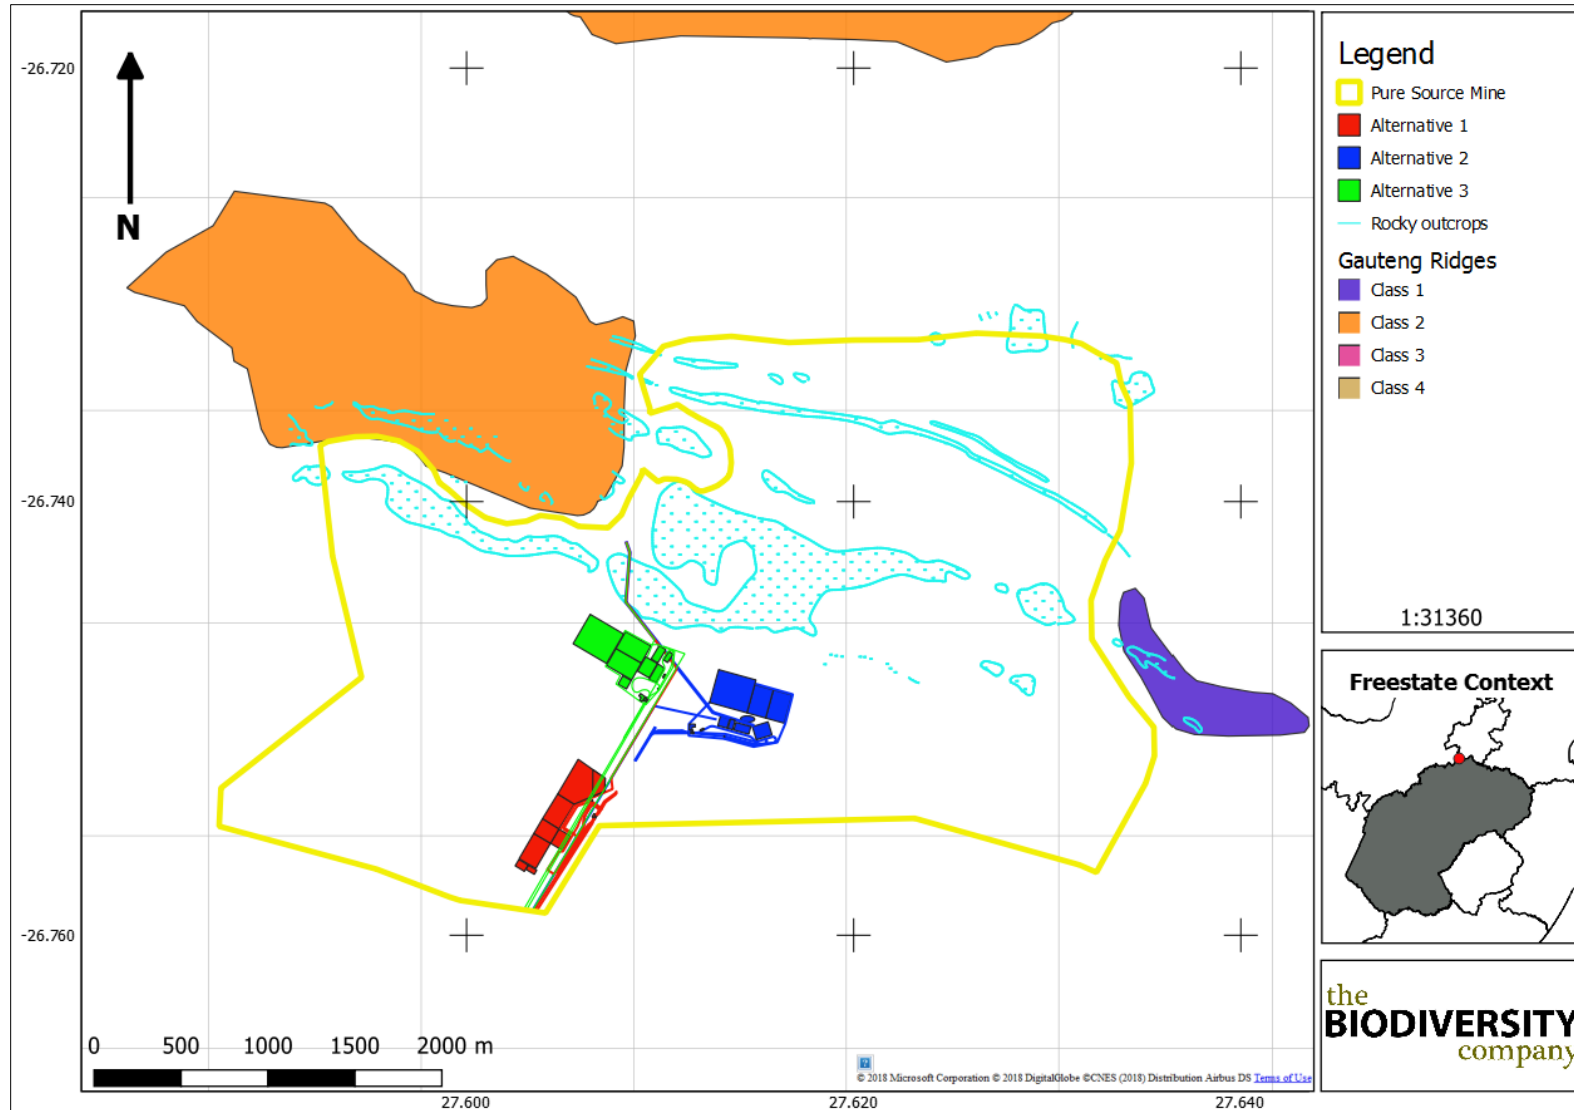 -26.720
-26.740
-26.760
N
0 500 1000 1500 2000 m
27.600
27.620
27.640
© 2018 Microsoft Corporation © 2018 DigitalGlobe ©CNES (2018) Distribution Airbus DS Terms of Use
Legend
Pure Source Mine
Alternative 1
Alternative 2
Alternative 3
Rocky outcrops
Gauteng Ridges
Class 1
Class 2
Class 3
Class 4
1:31360
Freestate Context
the
BIODIVERSITY
company